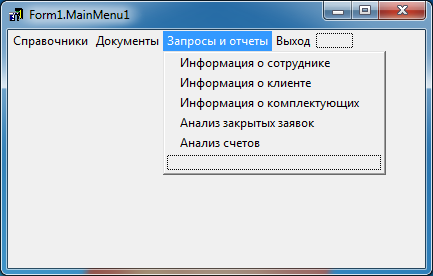 Form1.MainMenu1
Справочники Документы Запросы и отчеты Выход
Информация о сотруднике
Информация о клиенте
Информация о комплектующих
Анализ закрытых заявок
Анализ счетов